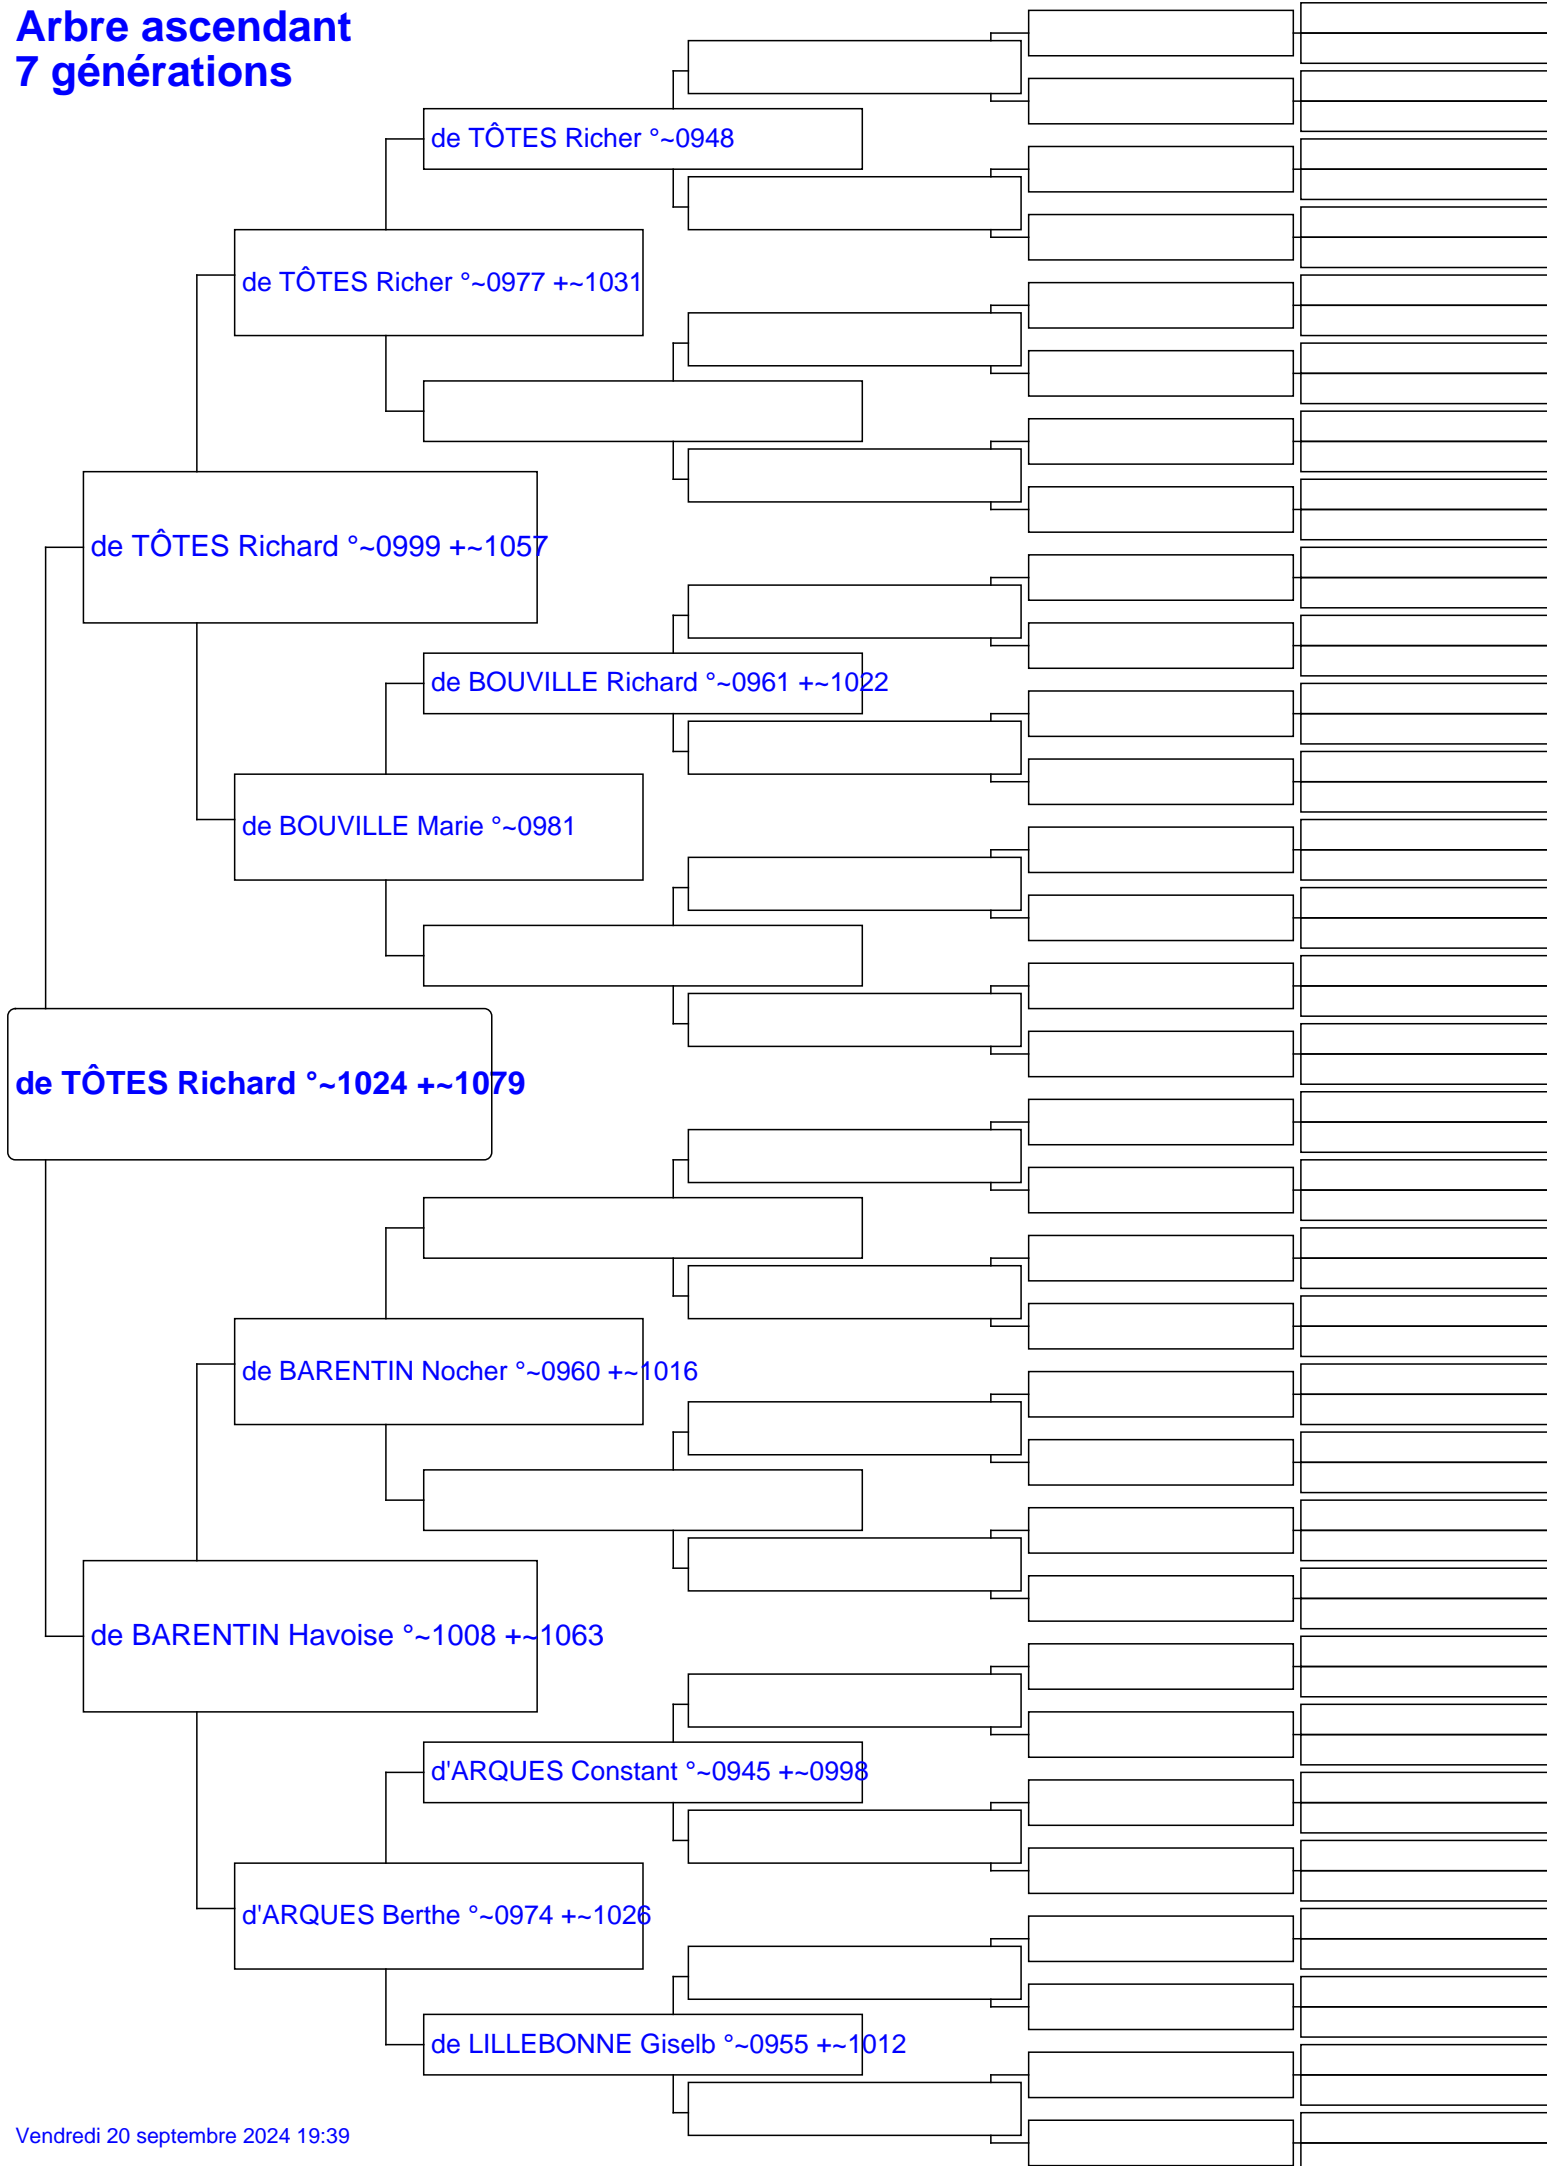 Arbre ascendant
7 générations
de TÔTES Richer °~0948
de TÔTES Richer °~0977 +~1031
de TÔTES Richard °~0999 +~1057
de BOUVILLE Richard °~0961 +~1022
de BOUVILLE Marie °~0981
de TÔTES Richard °~1024 +~1079
de BARENTIN Nocher °~0960 +~1016
de BARENTIN Havoise °~1008 +~1063
d'ARQUES Constant °~0945 +~0998
d'ARQUES Berthe °~0974 +~1026
de LILLEBONNE Giselb °~0955 +~1012
Vendredi 20 septembre 2024 19:39